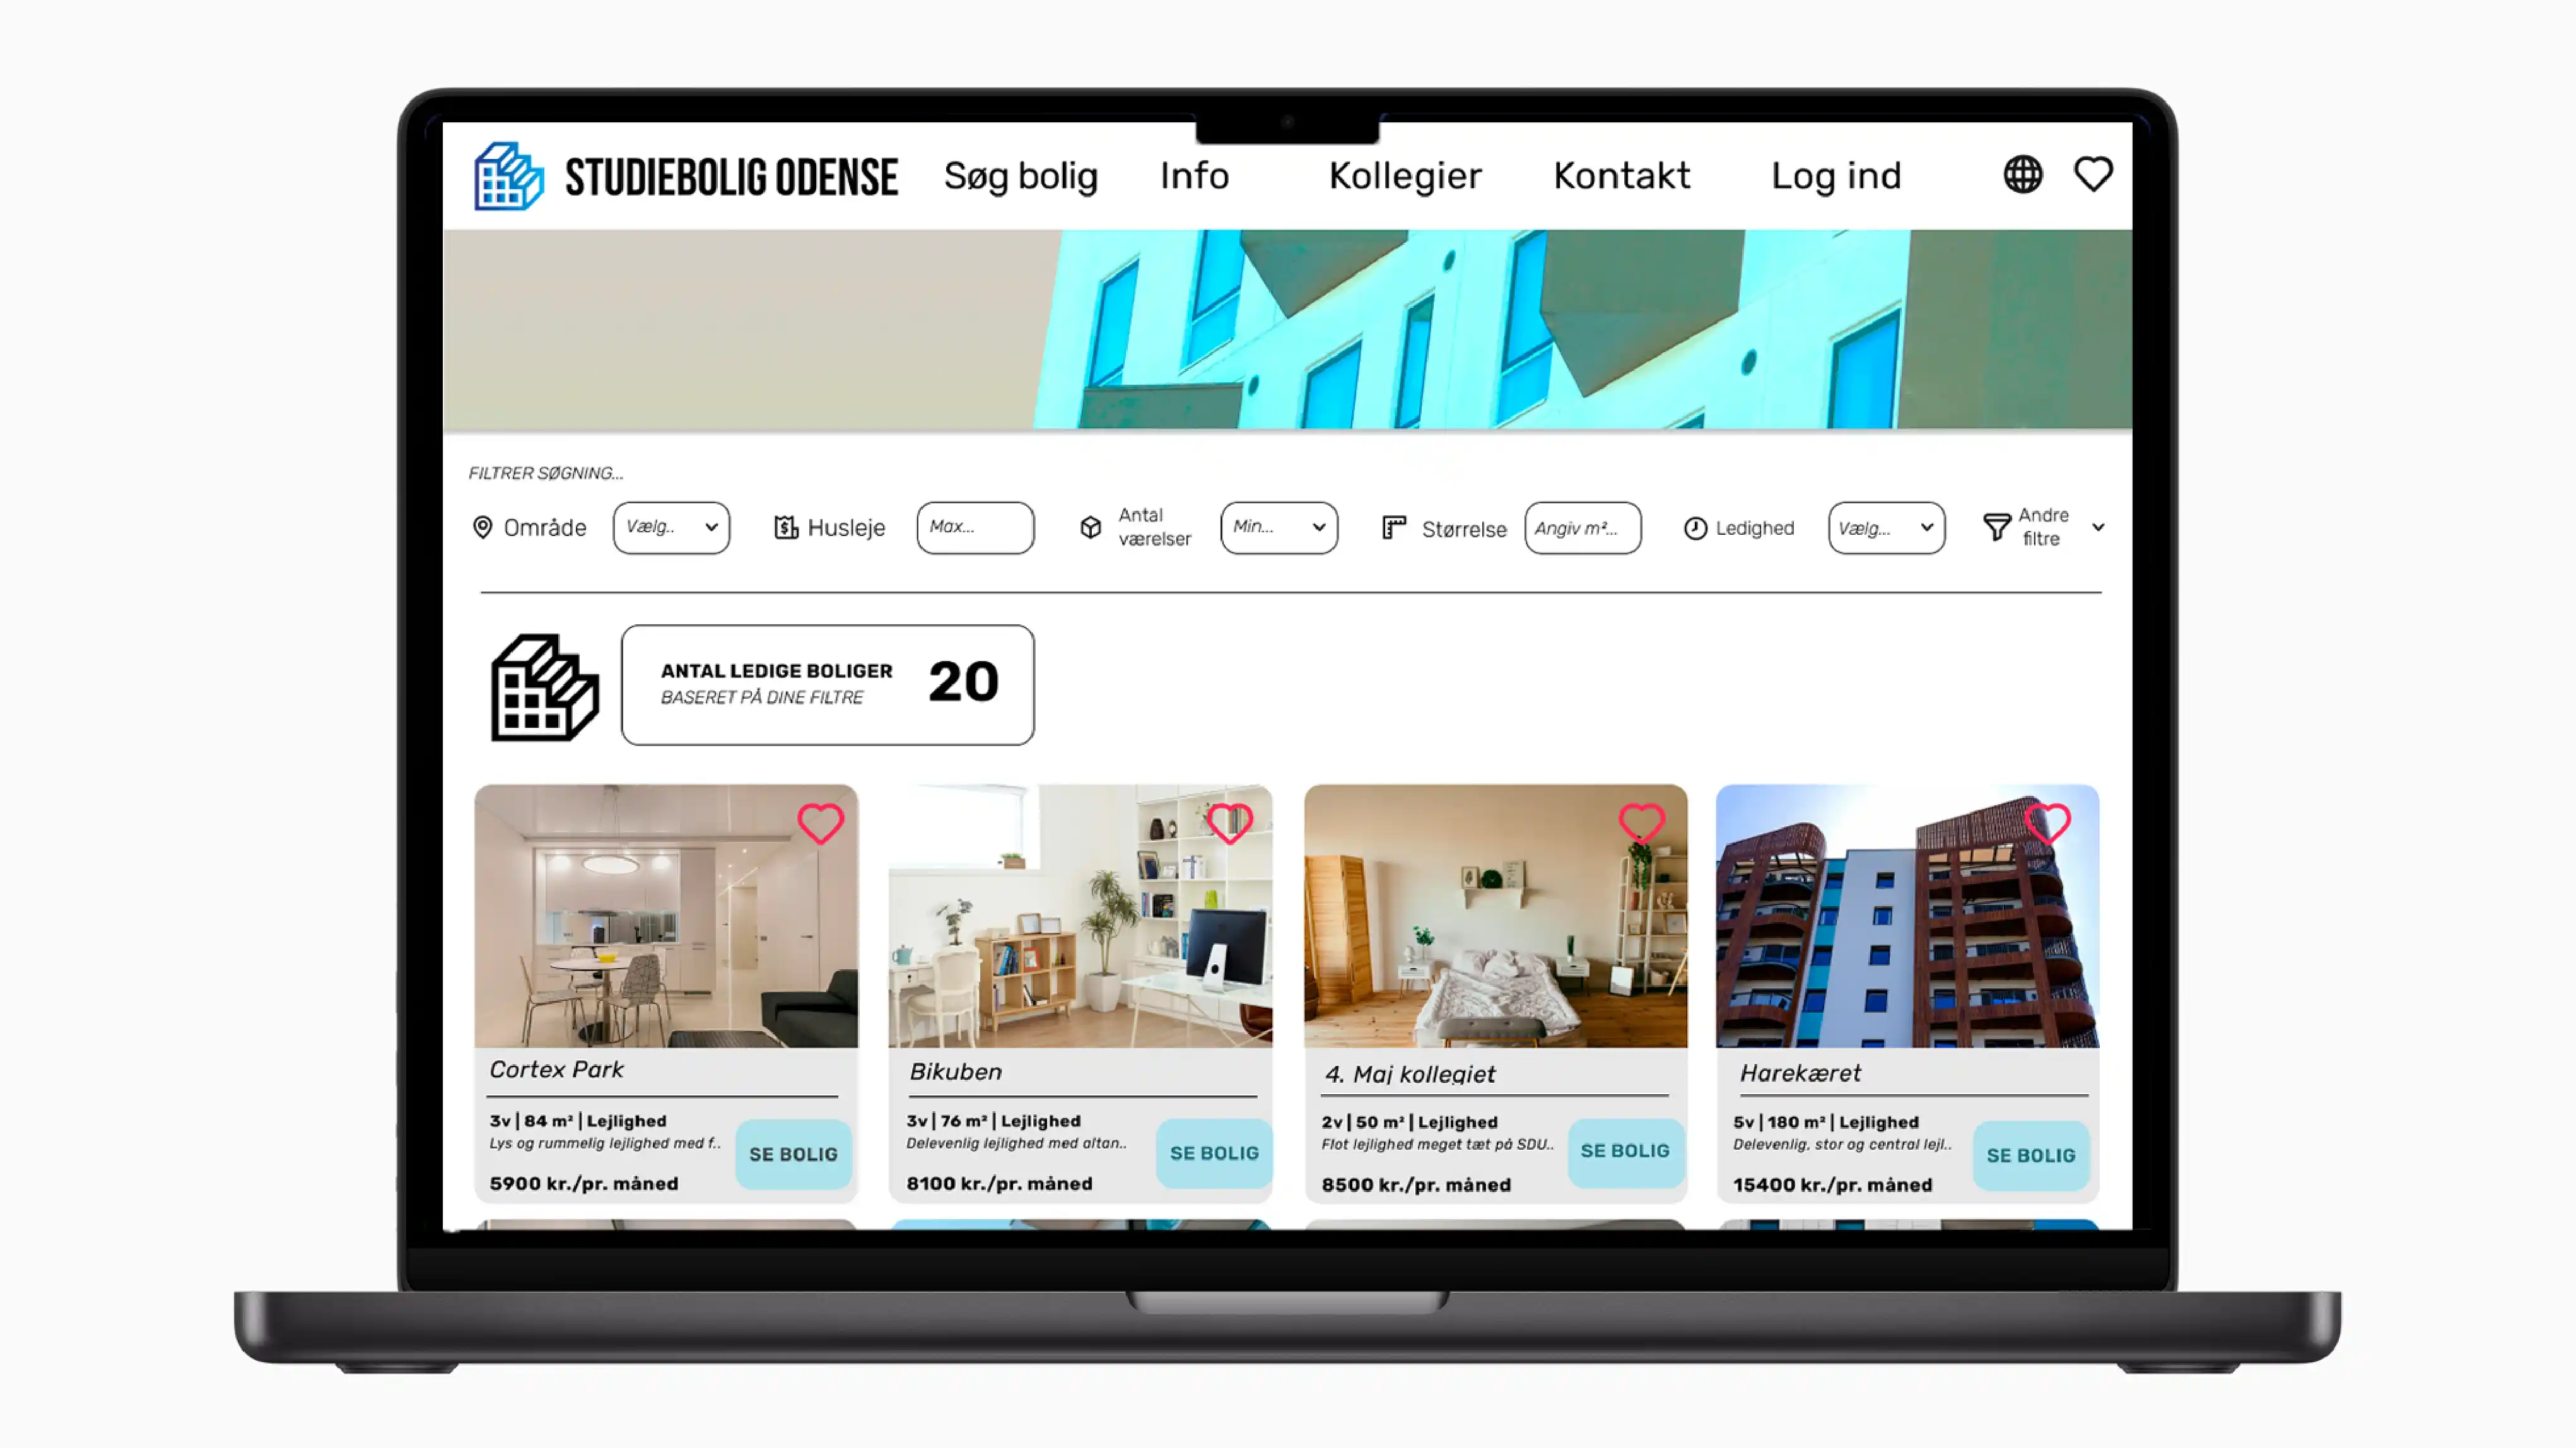 STUDIEBOLIG ODENSE
Søg bolig
Info
Kollegier
Kontakt
Log ind
FILTRER SØGNING...
Område
Vælg..
Husleje
Max...
Antal
værelser
Min...
Størrelse
Angiv m²...
Ledighed
Vælg...
Andre
filtre
ANTAL LEDIGE BOLIGER
BASERET PÅ DINE FILTRE
20
Cortex Park
3v | 84 m² | Lejlighed
Lys og rummelig lejlighed med f..
5900 kr./pr. måned
SE BOLIG
Bikuben
3v | 76 m² | Lejlighed
Delevenlig lejlighed med altan..
8100 kr./pr. måned
SE BOLIG
4. Maj kollegiet
2v | 50 m² | Lejlighed
Flot lejlighed meget tæt på SDU..
8500 kr./pr. måned
SE BOLIG
Harekæret
5v | 180 m² | Lejlighed
Delevenlig, stor og central lejl..
15400 kr./pr. måned
SE BOLIG